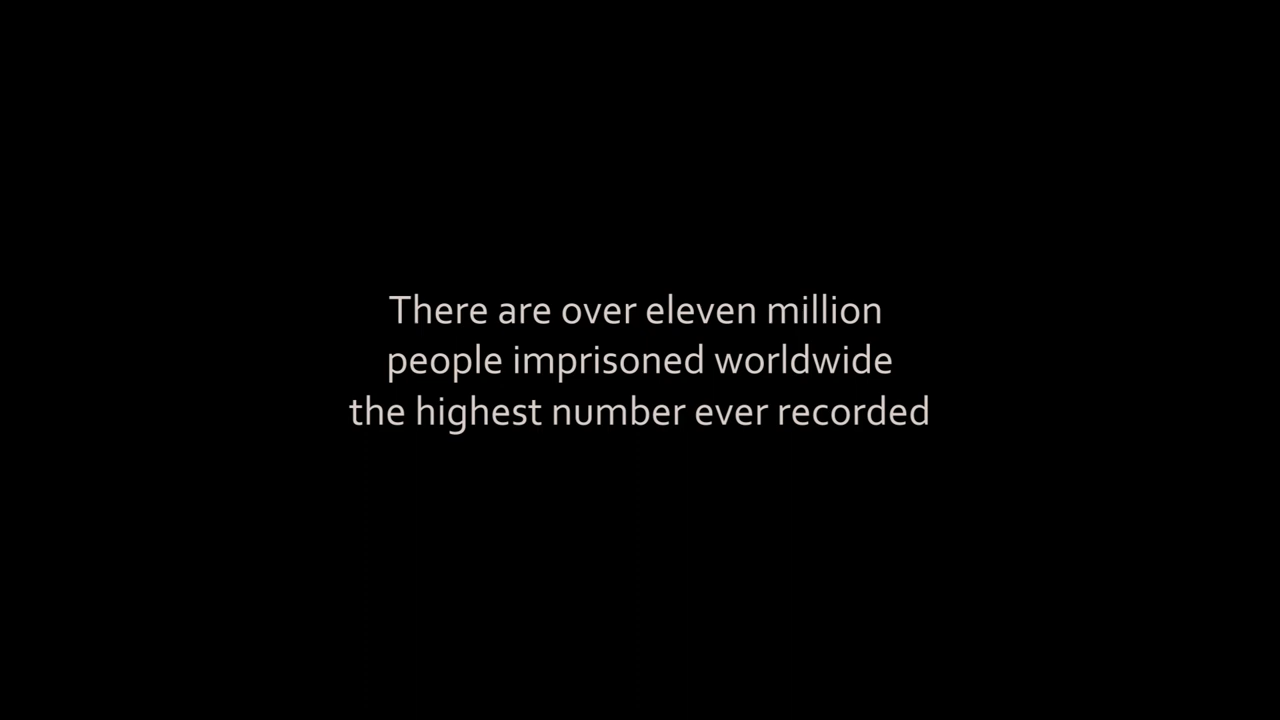 There are over eleven million
people imprisoned worldwide
the highest number ever recorded